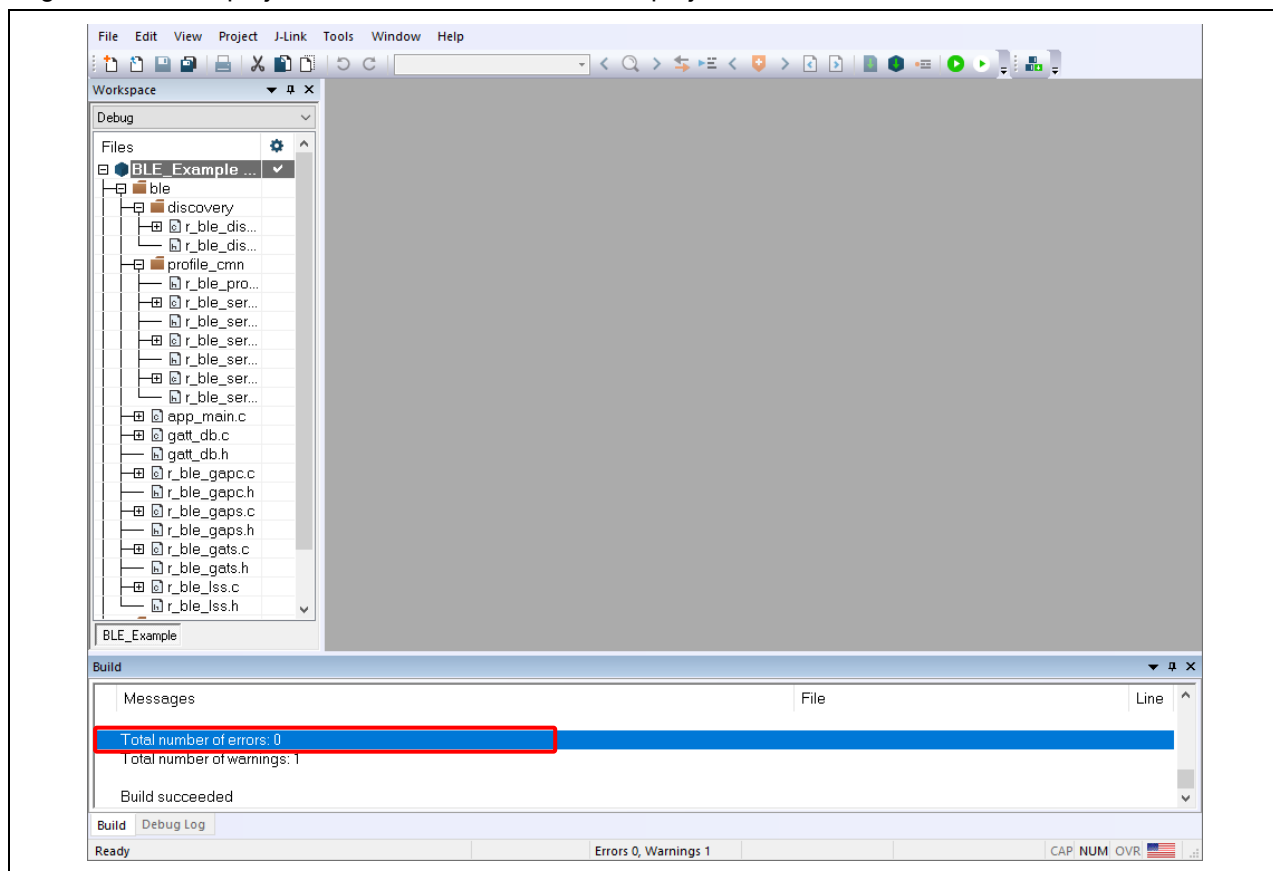 File Edit View Project J-Link Tools Window Help
Workspace
Debug
Files
BLE_Example ...
ble
discovery
r_ble_dis...
r_ble_dis...
profile_cmn
r_ble_pro...
r_ble_ser...
r_ble_ser...
r_ble_ser...
r_ble_ser...
r_ble_ser...
r_ble_ser...
app_main.c
gatt_db.c
gatt_db.h
r_ble_gapc.c
r_ble_gapc.h
r_ble_gaps.c
r_ble_gaps.h
r_ble_gats.c
r_ble_gats.h
r_ble_lss.c
r_ble_lss.h
BLE_Example
Build
Messages File Line
Total number of errors: 0
Total number of warnings: 1
Build succeeded
Build Debug Log
Ready Errors 0, Warnings 1 CAP NUM OVR